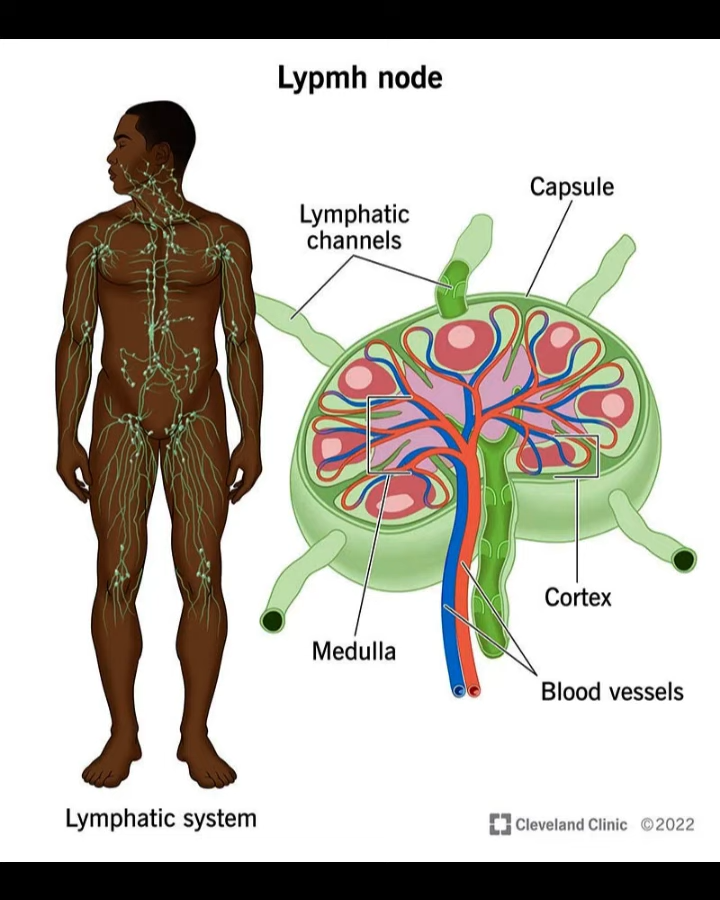 Lypmh node
Capsule
Lymphatic
channels
Cortex
Medulla
Blood vessels
Lymphatic system
Cleveland Clinic ©2022